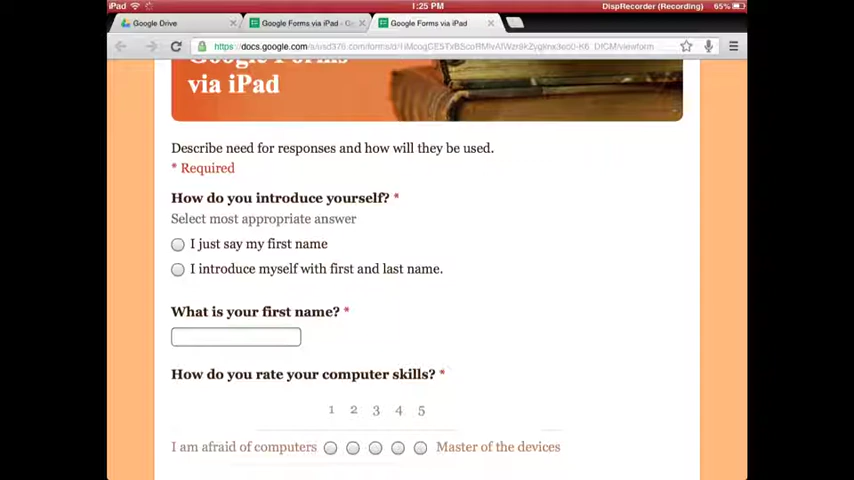 iPad 1:25 PM DispRecorder (Recording) 65%
Google Drive × Google Forms via iPad - × Google Forms via iPad ×
https://docs.google.com
Google Forms
via iPad
Describe need for responses and how will they be used.
* Required
How do you introduce yourself? *
Select most appropriate answer
I just say my first name
I introduce myself with first and last name.
What is your first name? *
How do you rate your computer skills? *
1 2 3 4 5
I am afraid of computers Master of the devices